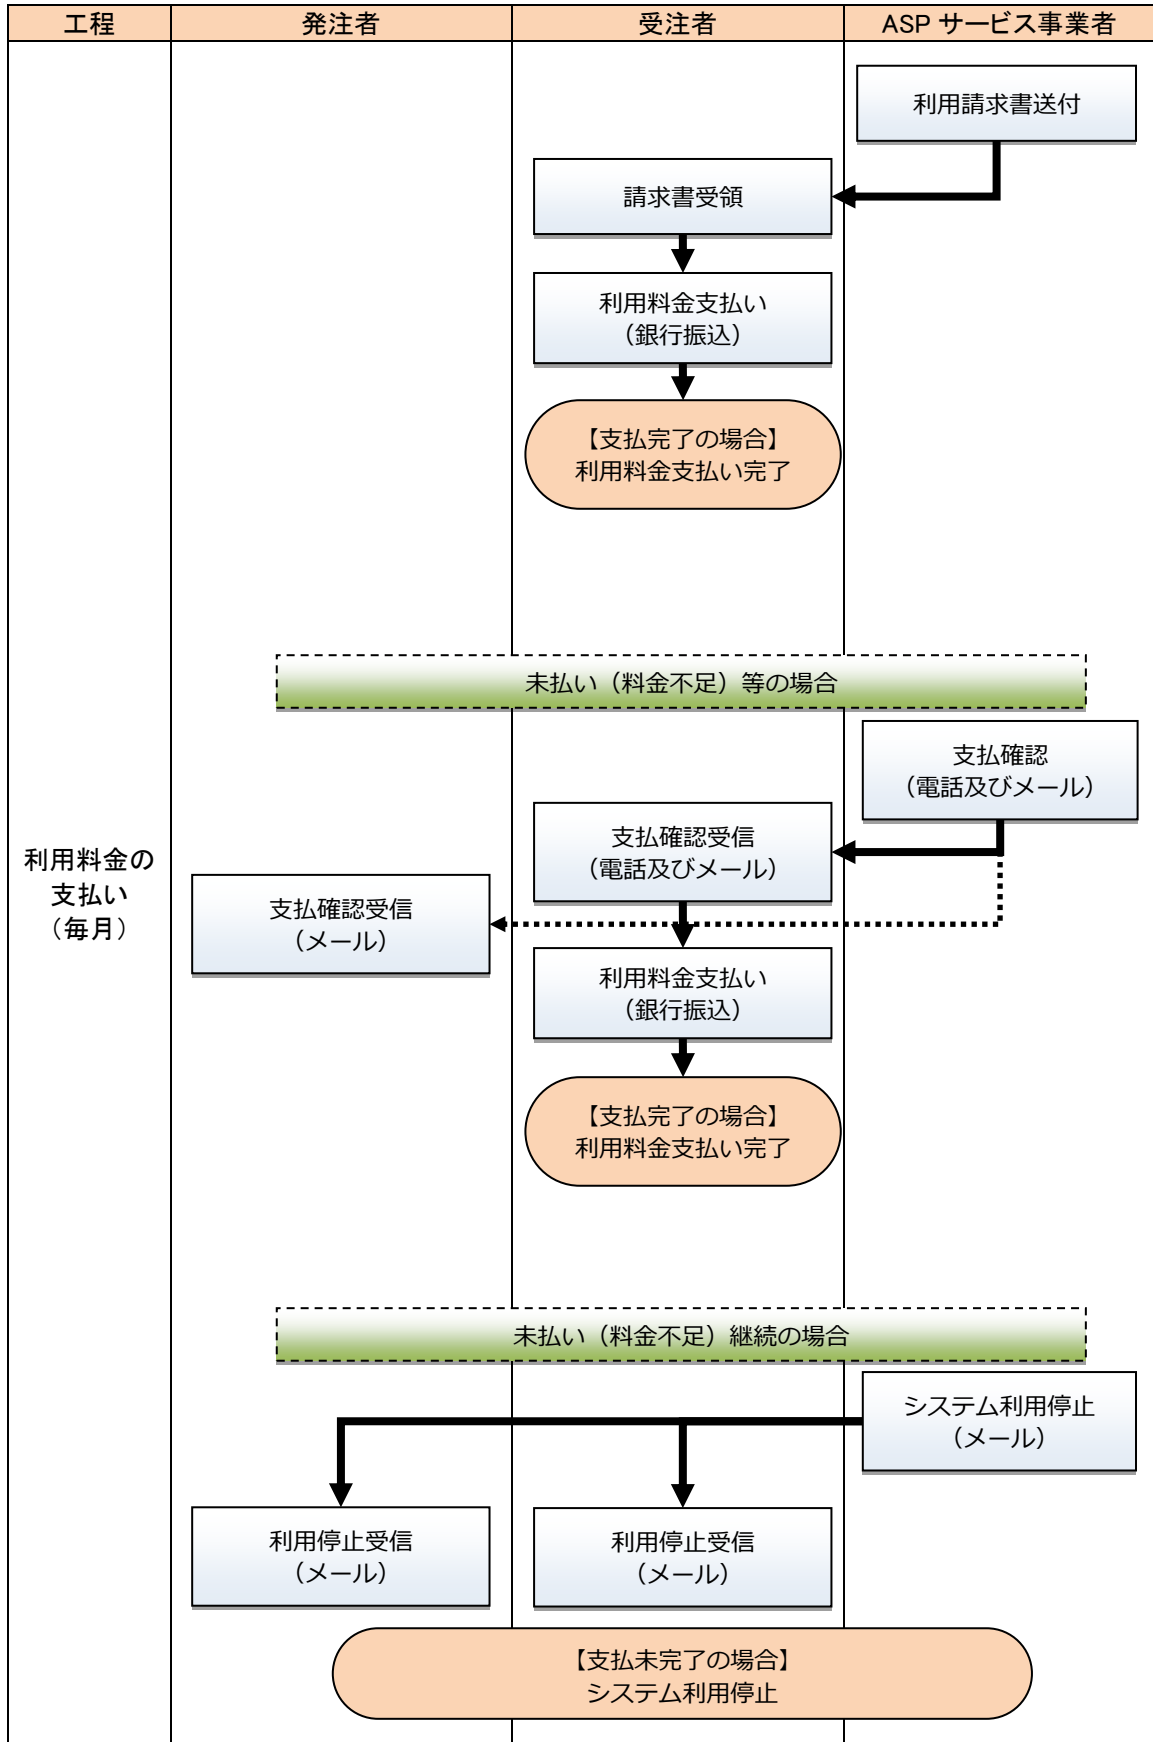 工程
発注者
受注者
ASP サービス事業者
利用請求書送付
請求書受領
利用料金支払い
（銀行振込）
【支払完了の場合】
利用料金支払い完了
未払い（料金不足）等の場合
支払確認
（電話及びメール）
支払確認受信
（電話及びメール）
利用料金の
支払い
（毎月）
支払確認受信
（メール）
利用料金支払い
（銀行振込）
【支払完了の場合】
利用料金支払い完了
未払い（料金不足）継続の場合
システム利用停止
（メール）
利用停止受信
（メール）
利用停止受信
（メール）
【支払未完了の場合】
システム利用停止